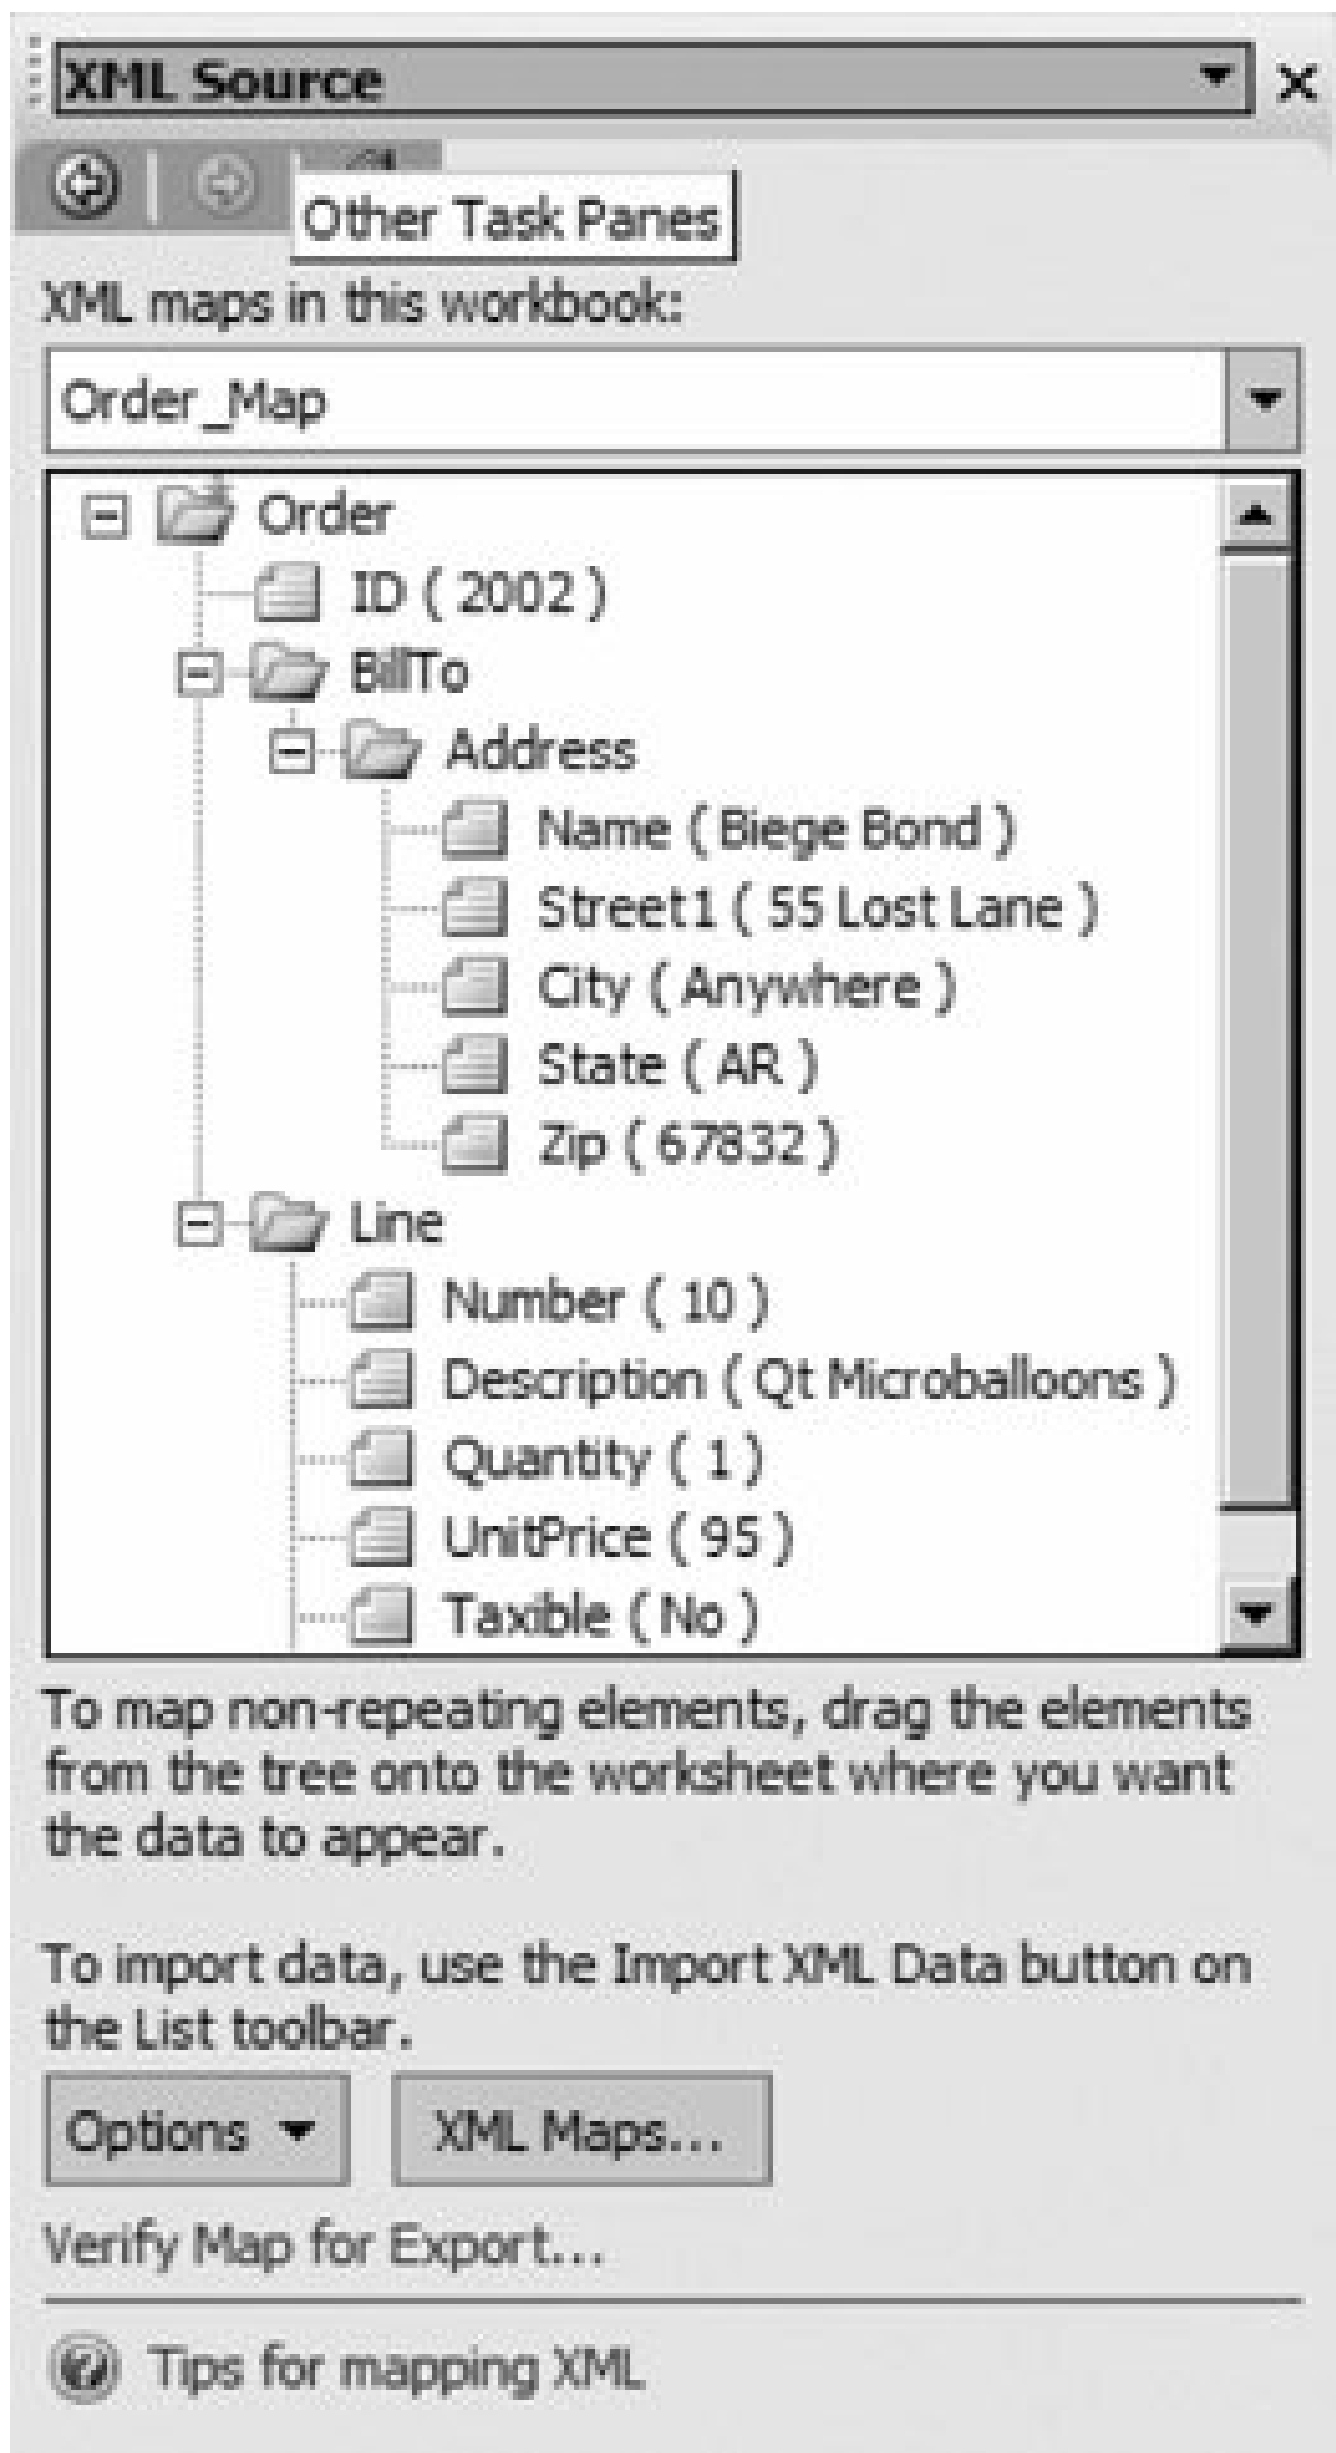 XML Source
Other Task Panes
XML maps in this workbook:
Order_Map
Order
ID ( 2002 )
BillTo
Address
Name ( Biege Bond )
Street1 ( 55 Lost Lane )
City ( Anywhere )
State ( AR )
Zip ( 67832 )
Line
Number ( 10 )
Description ( Qt Microballoons )
Quantity ( 1 )
UnitPrice ( 95 )
Taxible ( No )
To map non-repeating elements, drag the elements
from the tree onto the worksheet where you want
the data to appear.
To import data, use the Import XML Data button on
the List toolbar.
Options
XML Maps...
Verify Map for Export...
Tips for mapping XML